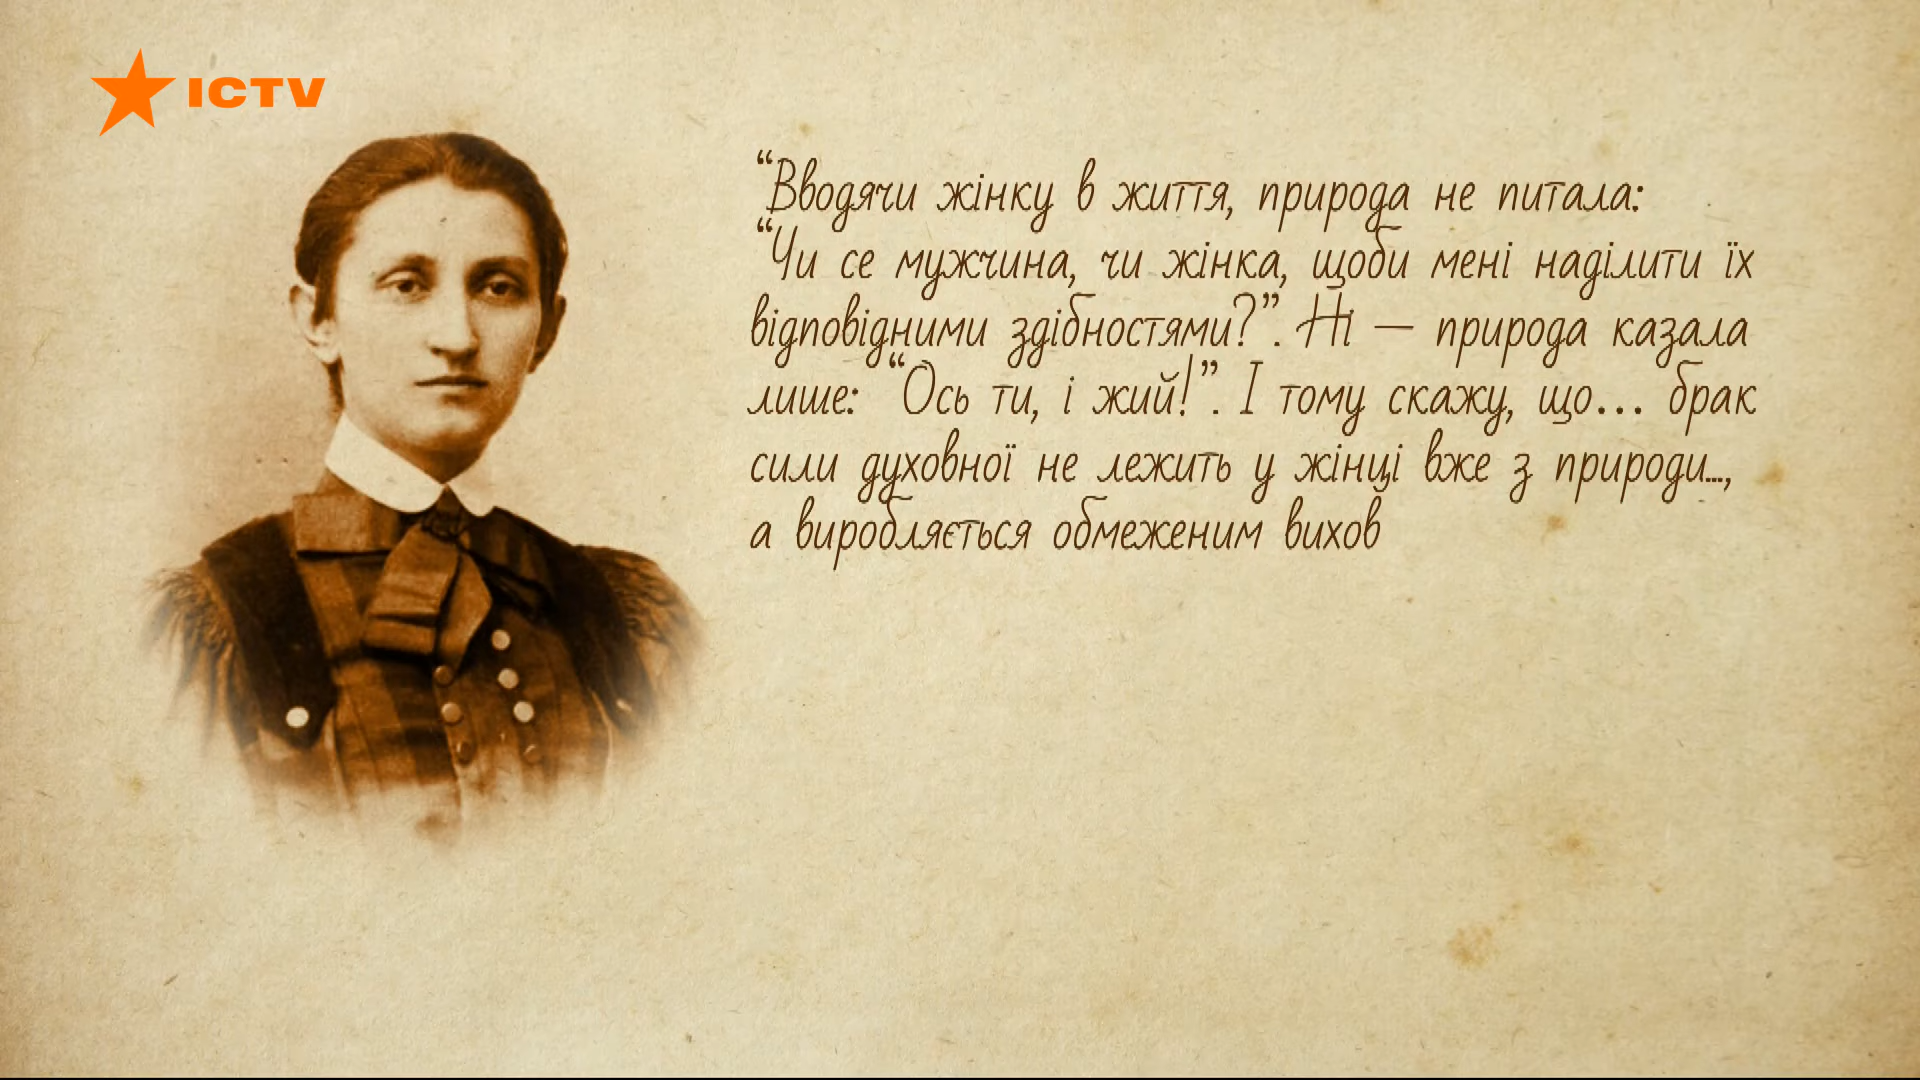 ICTV
“Вводячи жінку в життя, природа не питала:
“Чи се мужчина, чи жінка, щоби мені наділити їх
відповідними здібностями?”. Ні — природа казала
лише: “Ось ти, і жий!”. І тому скажу, що... брак
сили духовної не лежить у жінці вже з природи...,
а виробляється обмеженим вихов